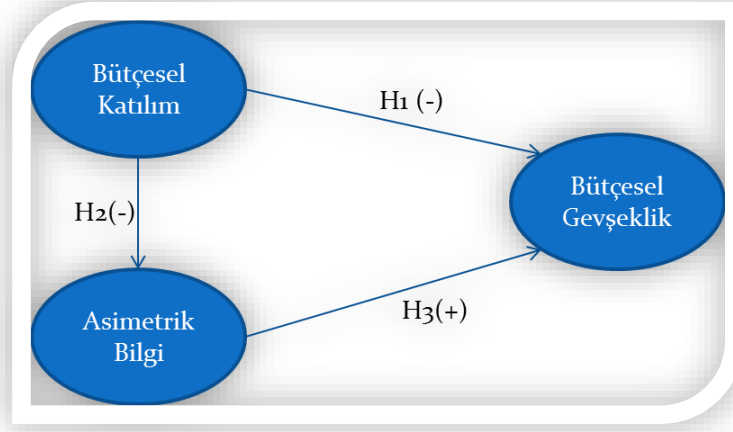 Bütçesel
Katılım
H1 (-)
Bütçesel
Gevşeklik
H2(-)
Asimetrik
Bilgi
H3(+)